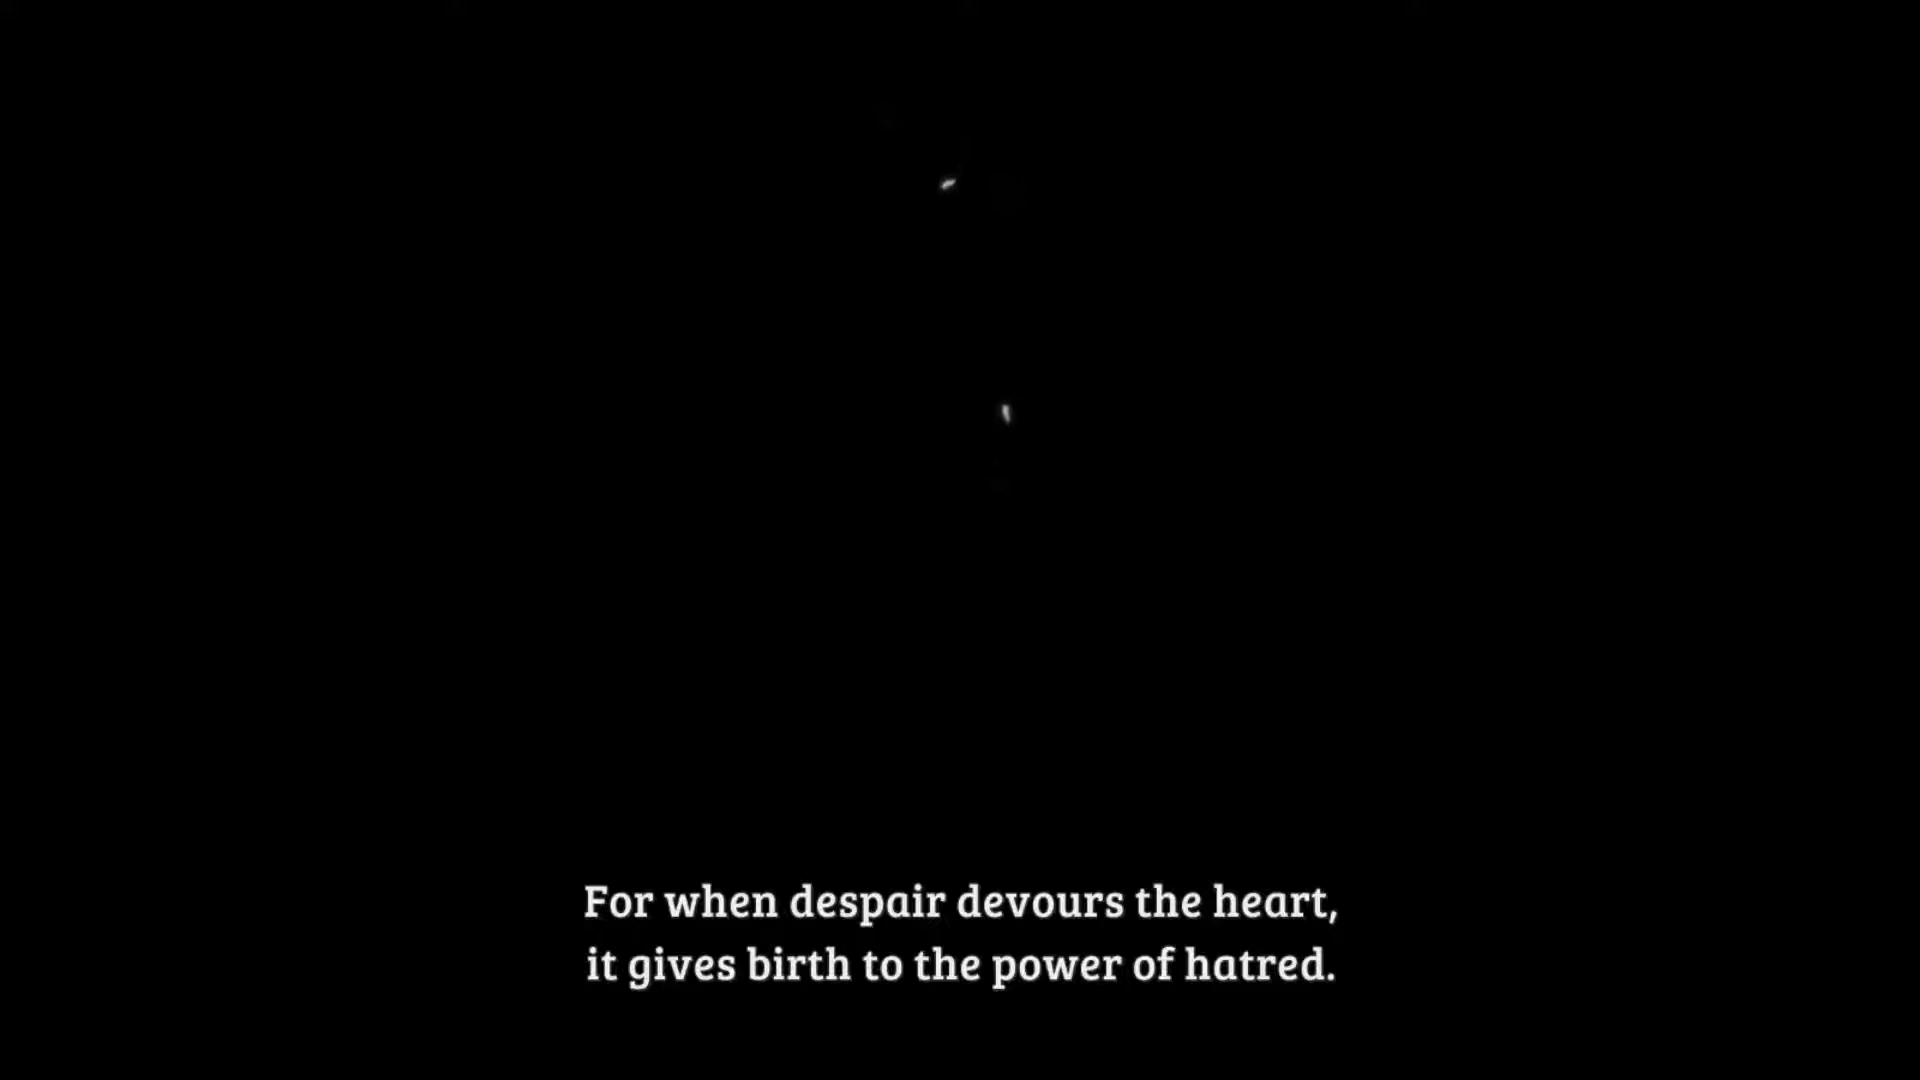 For when despair devours the heart,
it gives birth to the power of hatred.